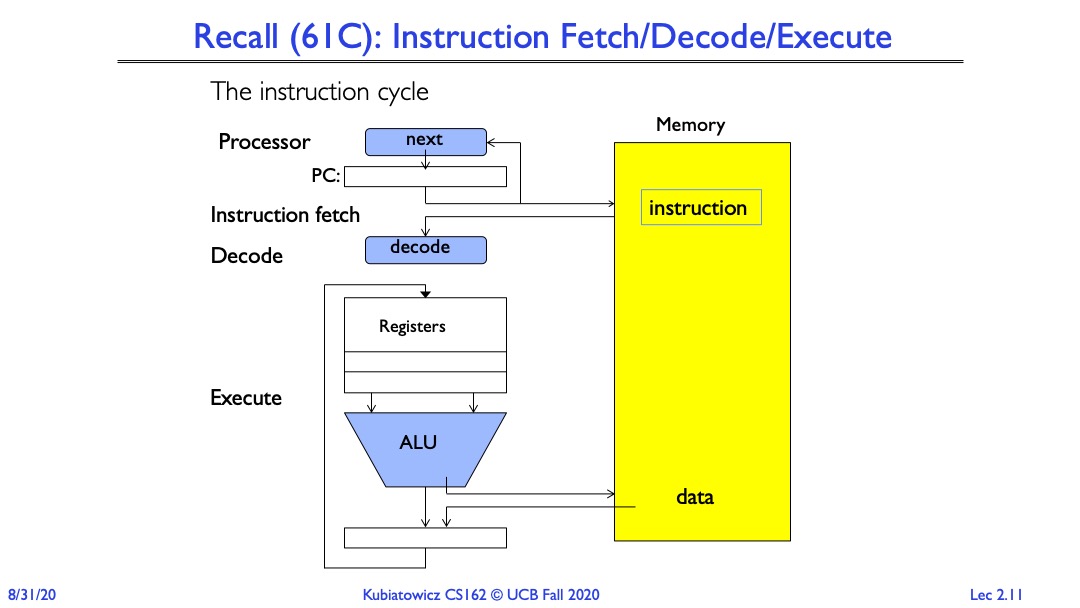 Recall (61C): Instruction Fetch/Decode/Execute
The instruction cycle
Memory
Processor
next
PC:
instruction
Instruction fetch
Decode
decode
Registers
Execute
ALU
data
8/31/20
Kubiatowicz CS162 © UCB Fall 2020
Lec 2.11